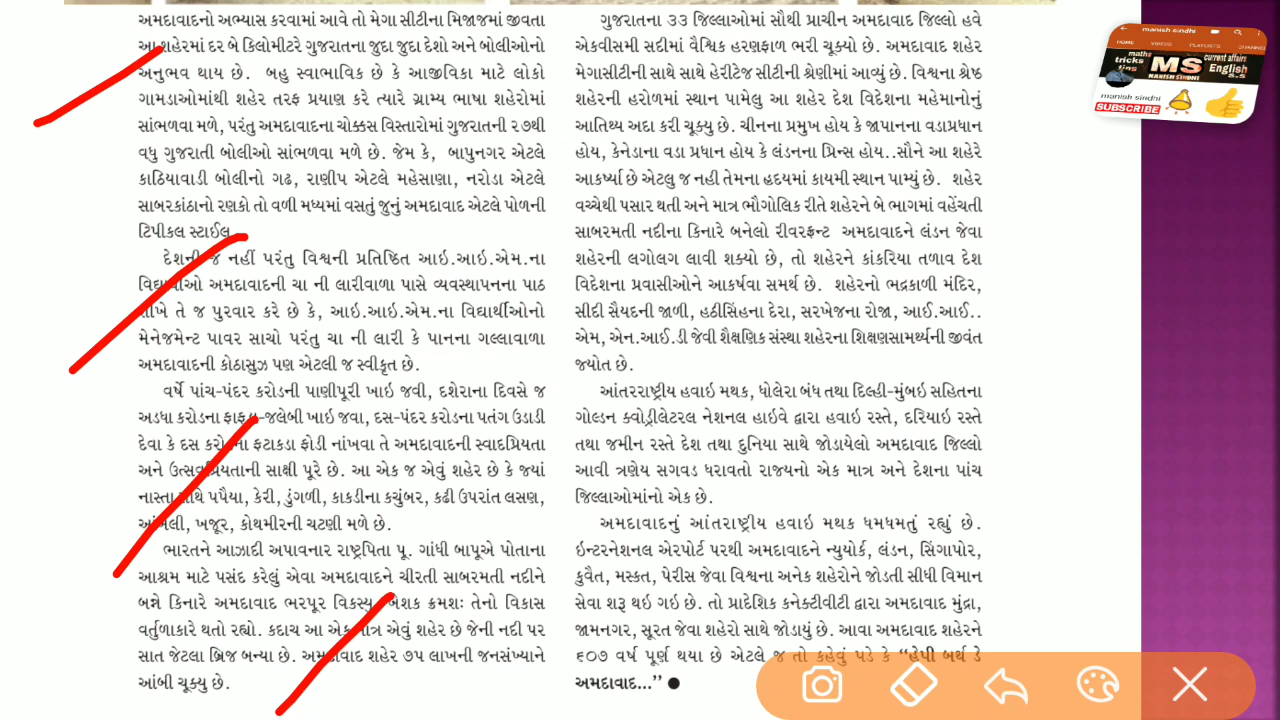 અમદાવાદનો અભ્યાસ કરવામાં આવે તો મેગા સીટીના મિજાજમાં જીવતા
આ શહેરમાં દર બે કિલોમીટરે ગુજરાતના જુદા જુદા પ્રદેશો અને બોલીઓનો
અનુભવ થાય છે. બહુ સ્વાભાવિક છે કે આજીવિકા માટે લોકો
ગામડાઓમાંથી શહેર તરફ પ્રયાણ કરે ત્યારે તેમની ભાષા શહેરોમાં
સાંભળવા મળે, પરંતુ અમદાવાદના ચોક્કસ વિસ્તારોમાં ગુજરાતની ૨૭થી
વધુ ગુજરાતી બોલીઓ સાંભળવા મળે છે. જેમ કે, બાપુનગર એટલે
કાઠિયાવાડી બોલીનો ગઢ, રાણીપ એટલે મહેસાણા, નરોડા એટલે
સાબરકાંઠાનો રણકો તો વળી મધ્યમાં વસતું જુનું અમદાવાદ એટલે પોળની
ટિપીકલ સ્ટાઈલ
દેશની જ નહીં પરંતુ વિશ્વની પ્રતિષ્ઠિત આઇ.આઇ.એમ.ના
વિદ્યાર્થીઓ અમદાવાદની ચા ની લારીવાળા પાસે વ્યવસ્થાપનના પાઠ
શીખે તે જ પુરવાર કરે છે કે, આઇ.આઇ.એમ.ના વિદ્યાર્થીઓનો
મેનેજમેન્ટ પાવર સાચો પરંતુ ચા ની લારી કે પાનના ગલ્લાવાળા
અમદાવાદની કોઠાસુઝ પણ એટલી જ સ્વીકૃત છે.
વર્ષે પાંચ-પંદર કરોડની પાણીપૂરી ખાઇ જવી, દશેરાના દિવસે જ
અડધા કરોડના ફાફડા-જલેબી ખાઇ જવા, દસ-પંદર કરોડના પતંગ ઉડાડી
દેવા કે દસ કરોડના ફટાકડા ફોડી નાંખવા તે અમદાવાદની સ્વાદપ્રિયતા
અને ઉત્સવપ્રિયતાની સાક્ષી પૂરે છે. આ એક જ એવું શહેર છે કે જયાં
નાસ્તા સાથે પપૈયા, કેરી, ડુંગળી, કાકડીના કચુંબર, કઢી ઉપરાંત લસણ,
આંબલી, ખજૂર, કોથમીરની ચટણી મળે છે.
ભારતને આઝાદી અપાવનાર રાષ્ટ્રપિતા પૂ. ગાંધી બાપુએ પોતાના
આશ્રમ માટે પસંદ કરેલું એવા અમદાવાદને ચીરતી સાબરમતી નદીને
બન્ને કિનારે અમદાવાદ ભરપૂર વિકસ્યુ બેશક ક્રમશઃ તેનો વિકાસ
વર્તુળાકારે થતો રહ્યો. કદાચ આ એક માત્ર એવું શહેર છે જેની નદી પર
સાત જેટલા બ્રિજ બન્યા છે. અમદાવાદ શહેર ૭૫ લાખની જનસંખ્યાને
આંબી ચૂક્યુ છે.
ગુજરાતના ૩૩ જિલ્લાઓમાં સૌથી પ્રાચીન અમદાવાદ જિલ્લો હવે
એકવીસમી સદીમાં વૈશ્વિક હરણફાળ ભરી ચૂક્યો છે. અમદાવાદ શહેર
મેગાસીટીની સાથે સાથે હેરીટેજ સીટીની શ્રેણીમાં આવ્યું છે. વિશ્વના શ્રેષ્ઠ
શહેરની હરોળમાં સ્થાન પામેલુ આ શહેર દેશ વિદેશના મહેમાનોનું
આતિથ્ય અદા કરી ચૂક્યુ છે. ચીનના પ્રમુખ હોય કે જાપાનના વડાપ્રધાન
હોય, કેનેડાના વડા પ્રધાન હોય કે લંડનના પ્રિન્સ હોય..સૌને આ શહેરે
આકર્ષ્યા છે એટલુ જ નહી તેમના હૃદયમાં કાયમી સ્થાન પામ્યું છે. શહેર
વચ્ચેથી પસાર થતી અને માત્ર ભૌગોલિક રીતે શહેરને બે ભાગમાં વહેંચતી
સાબરમતી નદીના કિનારે બનેલો રીવરફ્રન્ટ અમદાવાદને લંડન જેવા
શહેરની લગોલગ લાવી શક્યો છે, તો શહેરને કાંકરિયા તળાવ દેશ
વિદેશના પ્રવાસીઓને આકર્ષવા સમર્થ છે. શહેરનો ભદ્રકાળી મંદિર,
સીદી સૈયદની જાળી, હઠીસિંહના દેરા, સરખેજના રોજા, આઈ.આઈ..
એમ, એન.આઈ.ડી જેવી શૈક્ષણિક સંસ્થા શહેરના શિક્ષણસામર્થ્યની જીવંત
જ્યોત છે.
આંતરરાષ્ટ્રીય હવાઇ મથક, ધોલેરા બંધ તથા દિલ્હી-મુંબઇ સહિતના
ગોલ્ડન ક્વોડ્રીલેટરલ નેશનલ હાઇવે દ્વારા હવાઇ રસ્તે, દરિયાઇ રસ્તે
તથા જમીન રસ્તે દેશ તથા દુનિયા સાથે જોડાયેલો અમદાવાદ જિલ્લો
આવી ત્રણેય સગવડ ધરાવતો રાજ્યનો એક માત્ર અને દેશના પાંચ
જિલ્લાઓમાંનો એક છે.
અમદાવાદનું આંતરાષ્ટ્રીય હવાઇ મથક ધમધમતું રહ્યું છે.
ઇન્ટરનેશનલ એરપોર્ટ પરથી અમદાવાદને ન્યુયોર્ક, લંડન, સિંગાપોર,
કુવૈત, મસ્કત, પેરીસ જેવા વિશ્વના અનેક શહેરોને જોડતી સીધી વિમાન
સેવા શરૂ થઇ ગઇ છે. તો પ્રાદેશિક કનેક્ટીવીટી દ્વારા અમદાવાદ મુંદ્રા,
જામનગર, સૂરત જેવા શહેરો સાથે જોડાયું છે. આવા અમદાવાદ શહેરને
૬૦૭ વર્ષ પૂર્ણ થયા છે એટલે જ તો કહેવું પડે કે “હેપી બર્થ ડે
અમદાવાદ...” ●
manish sindhi
HOME VIDEOS PLAYLISTS CHANNELS
maths tricks tips
MS
MANISH SINDHI
current affairs
English
manish sindhi
SUBSCRIBE